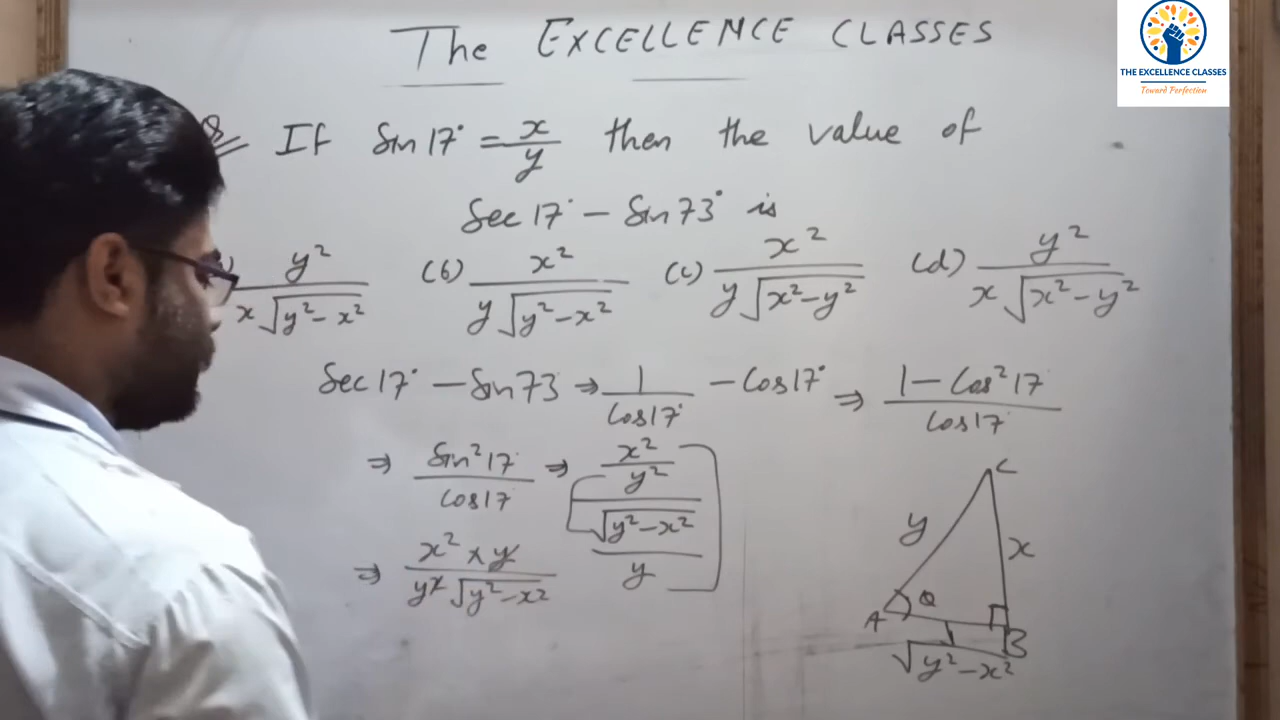 The EXCELLENCE CLASSES
THE EXCELLENCE CLASSES
Toward Perfection
Q If Sin 17° = x/y then the value of
Sec 17° − Sin 73° is
) y²/(x√(y²−x²)) (b) x²/(y√(y²−x²)) (c) x²/(y√(x²−y²)) (d) y²/(x√(x²−y²))
Sec 17° − Sin 73 ⇒ 1/Cos 17° − Cos 17° ⇒ (1 − Cos² 17)/Cos 17
⇒ Sin² 17/Cos 17 ⇒ (x²/y²)/(√(y²−x²)/y)
⇒ (x² × y)/(y² √(y²−x²))
C
y
x
A
θ
B
√(y²−x²)